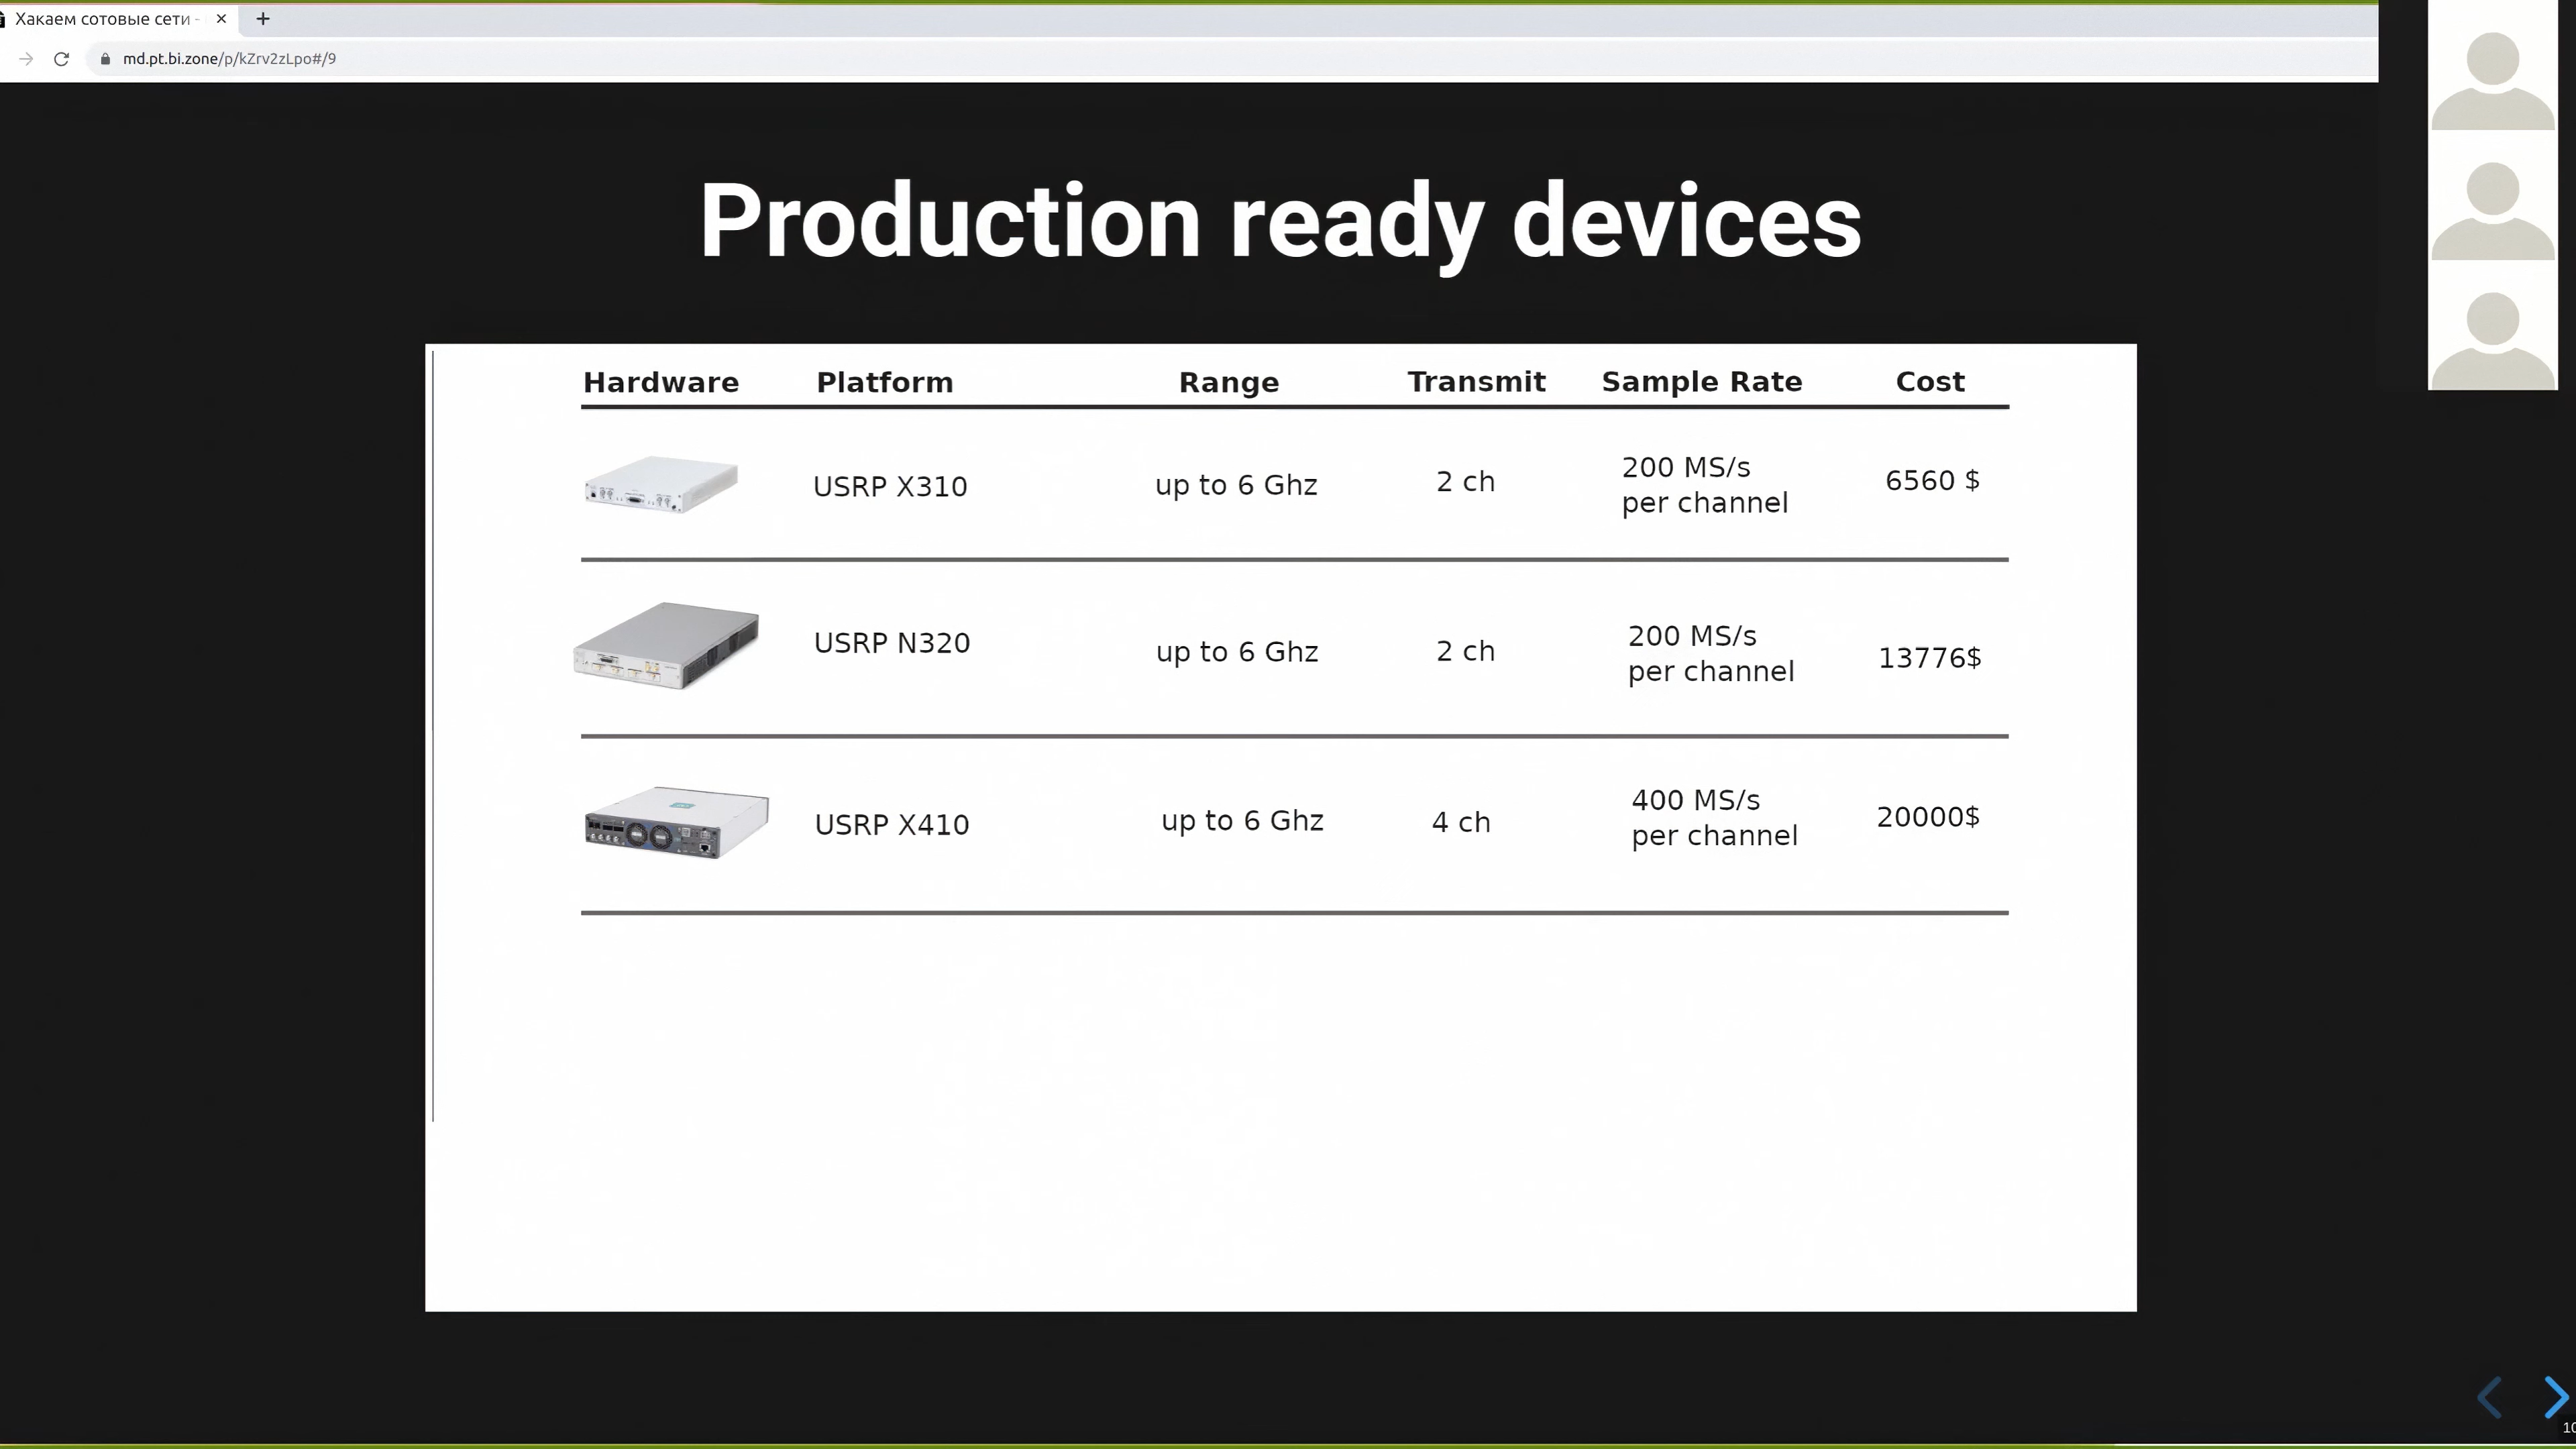 Хакаем сотовые сети -
md.pt.bi.zone/p/kZrv2zLpo#/9
Production ready devices
Hardware Platform Range Transmit Sample Rate Cost
USRP X310 up to 6 Ghz 2 ch 200 MS/s per channel 6560 $
USRP N320 up to 6 Ghz 2 ch 200 MS/s per channel 13776$
USRP X410 up to 6 Ghz 4 ch 400 MS/s per channel 20000$
10